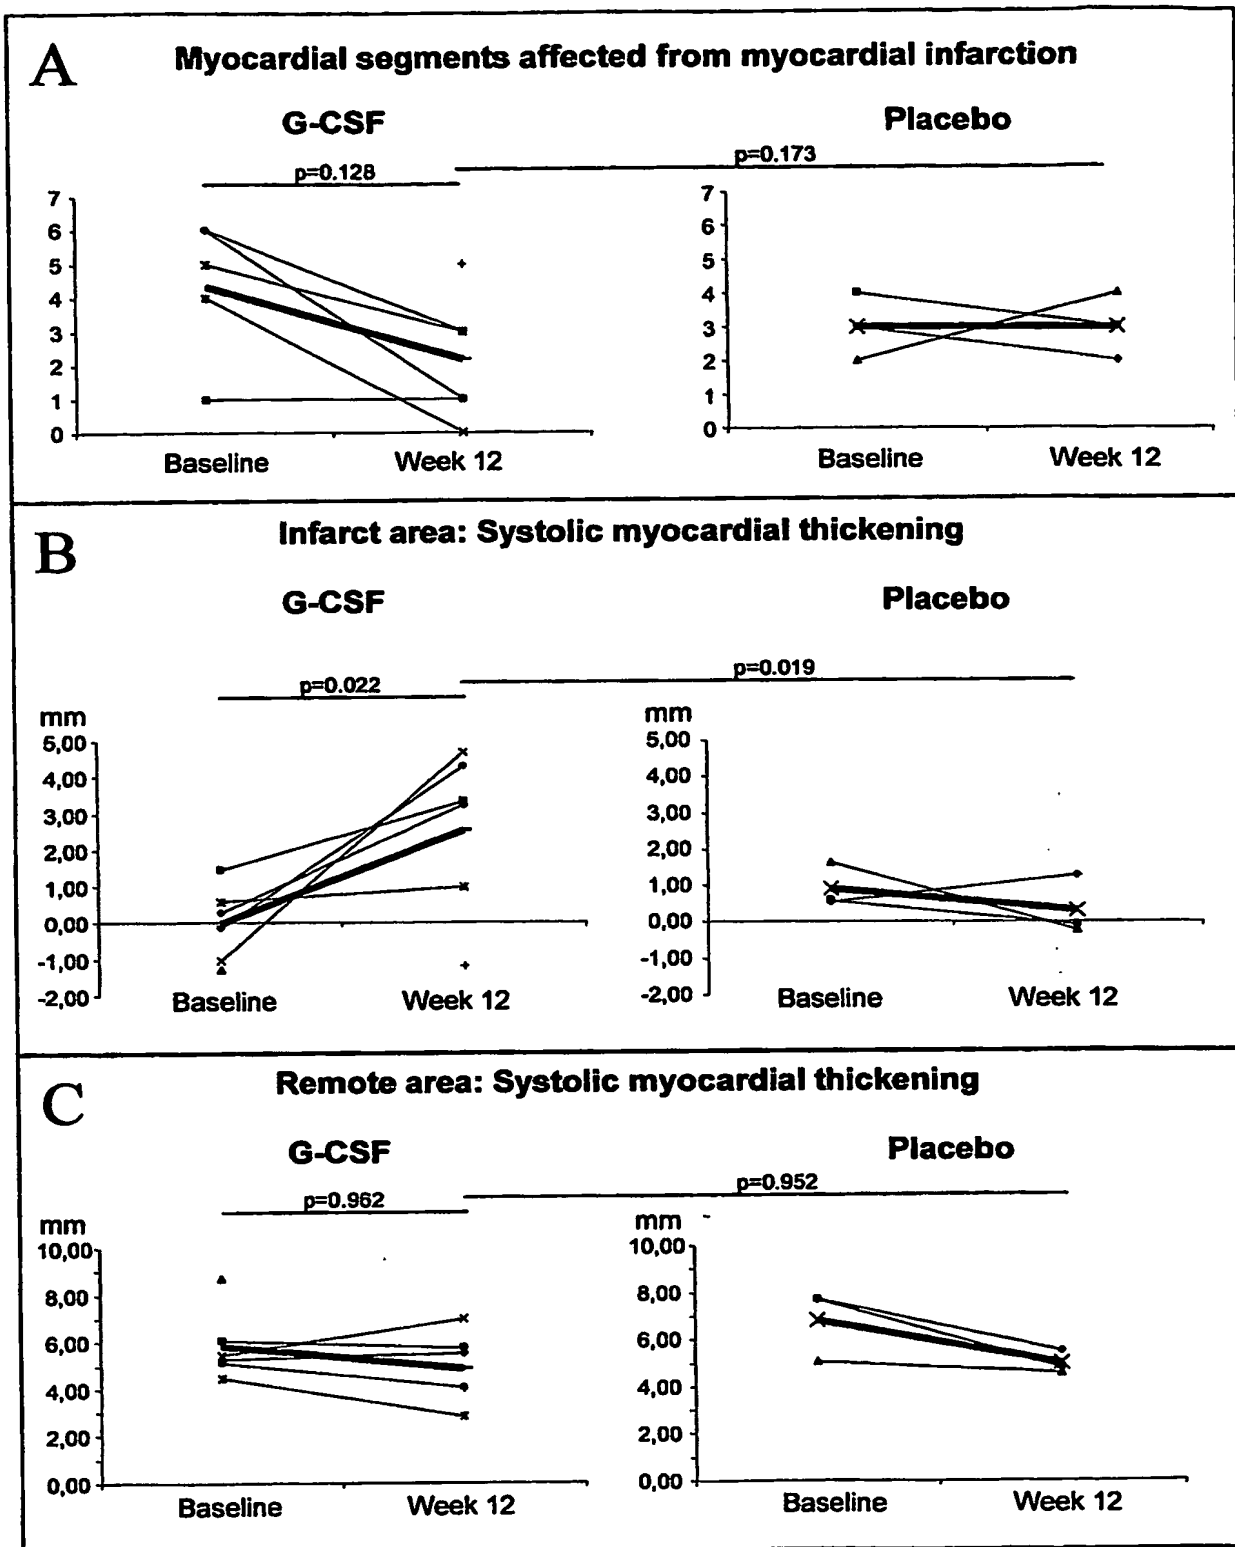 A
Myocardial segments affected from myocardial infarction
G-CSF
Placebo
p=0.128
p=0.173
7
6
5
4
3
2
1
0
Baseline
Week 12
7
6
5
4
3
2
1
0
Baseline
Week 12
B
Infarct area: Systolic myocardial thickening
G-CSF
Placebo
p=0.022
p=0.019
mm
5,00
4,00
3,00
2,00
1,00
0,00
-1,00
-2,00
Baseline
Week 12
mm
5,00
4,00
3,00
2,00
1,00
0,00
-1,00
-2,00
Baseline
Week 12
C
Remote area: Systolic myocardial thickening
G-CSF
Placebo
p=0.962
p=0.952
mm
10,00
8,00
6,00
4,00
2,00
0,00
Baseline
Week 12
mm
10,00
8,00
6,00
4,00
2,00
0,00
Baseline
Week 12